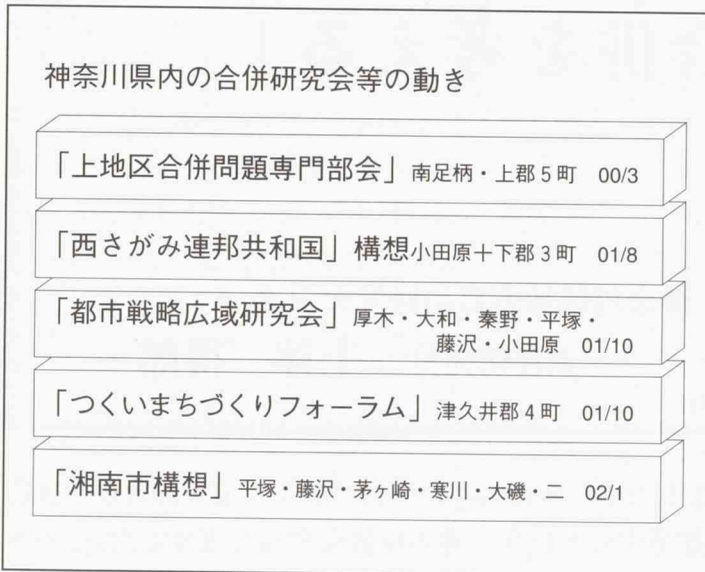 神奈川県内の合併研究会等の動き
「上地区合併問題専門部会」南足柄・上郡5町 00/3
「西さがみ連邦共和国」構想小田原十下郡3町 01/8
「都市戦略広域研究会」厚木・大和・秦野・平塚・
藤沢・小田原 01/10
「つくいまちづくりフォーラム」津久井郡4町 01/10
「湘南市構想」平塚・藤沢・茅ヶ崎・寒川・大磯・二 02/1